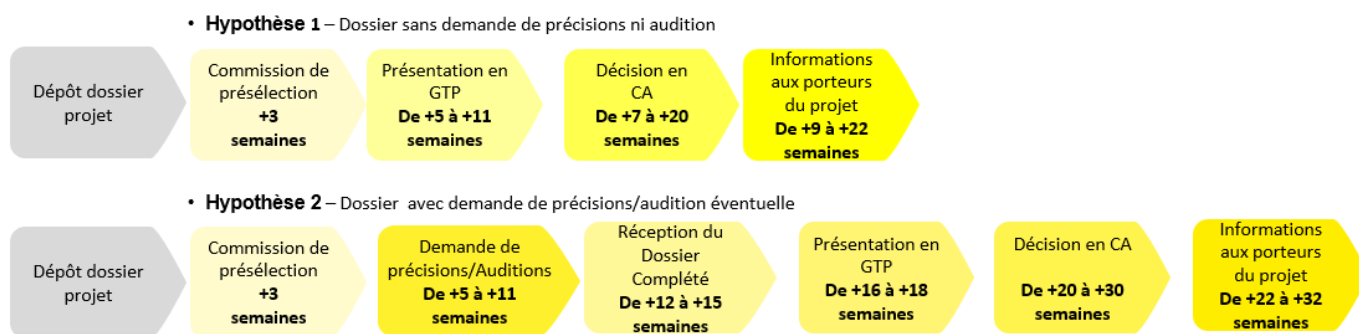 • Hypothèse 1 – Dossier sans demande de précisions ni audition
Dépôt dossier
projet
Commission de
présélection
+3
semaines
Présentation en
GTP
De +5 à +11
semaines
Décision en
CA
De +7 à +20
semaines
Informations
aux porteurs
du projet
De +9 à +22
semaines
• Hypothèse 2 – Dossier avec demande de précisions/audition éventuelle
Dépôt dossier
projet
Commission de
présélection
+3
semaines
Demande de
précisions/Auditions
De +5 à +11
semaines
Réception du
Dossier
Complété
De +12 à +15
semaines
Présentation en
GTP
De +16 à +18
semaines
Décision en CA
De +20 à +30
semaines
Informations
aux porteurs
du projet
De +22 à +32
semaines